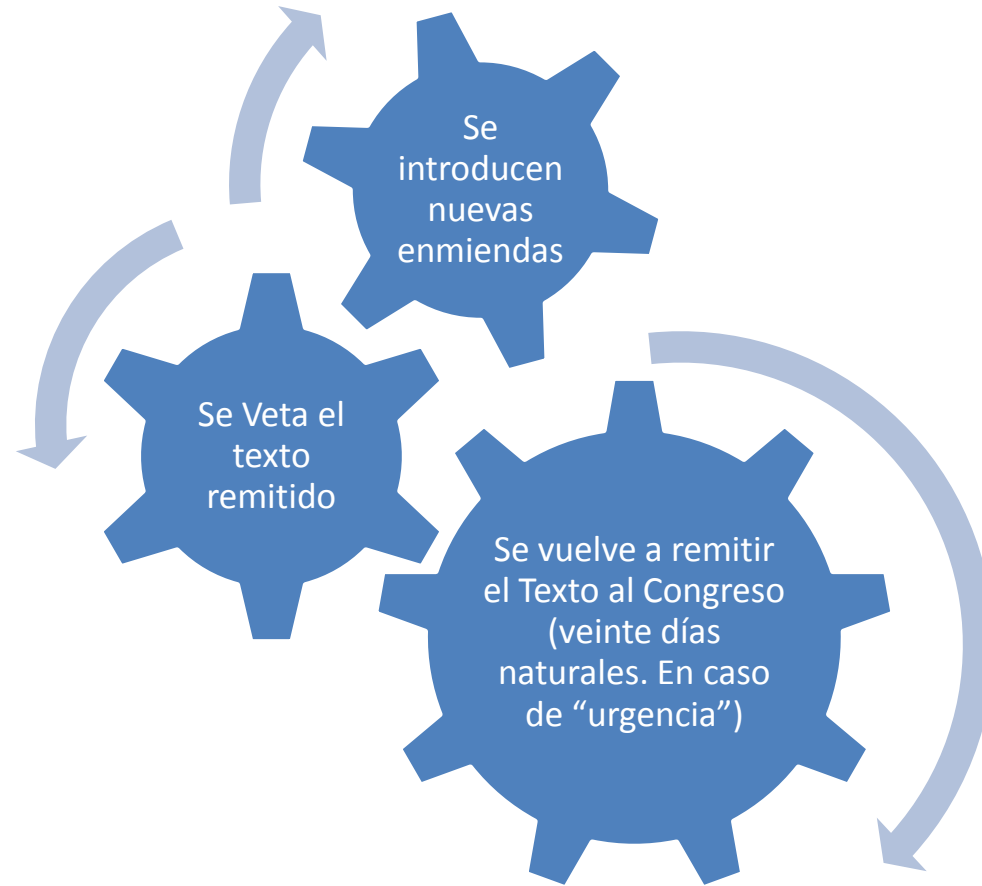 Se
introducen
nuevas
enmiendas
Se Veta el
texto
remitido
Se vuelve a remitir
el Texto al Congreso
(veinte días
naturales. En caso
de “urgencia”)